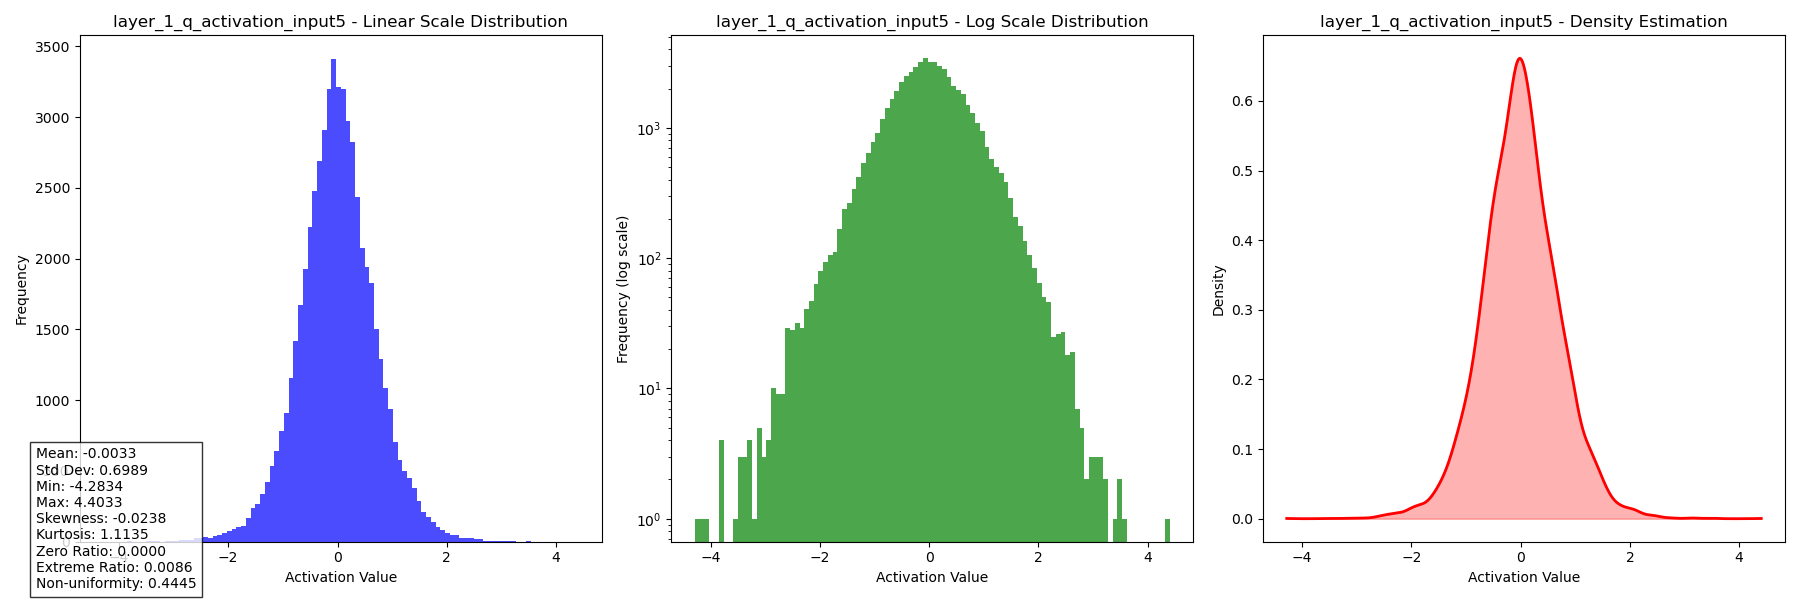 layer_1_q_activation_input5 - Linear Scale Distribution
3500
3000
2500
2000
1500
1000
Frequency
Mean: -0.0033
Std Dev: 0.6989
Min: -4.2834
Max: 4.4033
Skewness: -0.0238
Kurtosis: 1.1135
Zero Ratio: 0.0000
Extreme Ratio: 0.0086
Non-uniformity: 0.4445
−2 0 2 4
Activation Value
layer_1_q_activation_input5 - Log Scale Distribution
10³
10²
10¹
10⁰
Frequency (log scale)
−4 −2 0 2 4
Activation Value
layer_1_q_activation_input5 - Density Estimation
0.6
0.5
0.4
0.3
0.2
0.1
0.0
Density
−4 −2 0 2 4
Activation Value